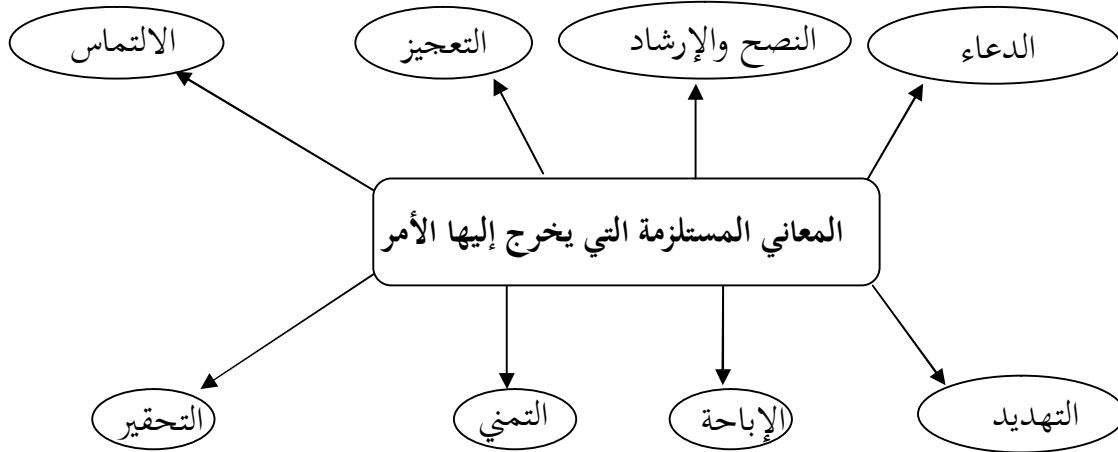 الدعاء
النصح والإرشاد
التعجيز
الالتماس
المعاني المستلزمة التي يخرج إليها الأمر
التهديد
الإباحة
التمني
التحقير